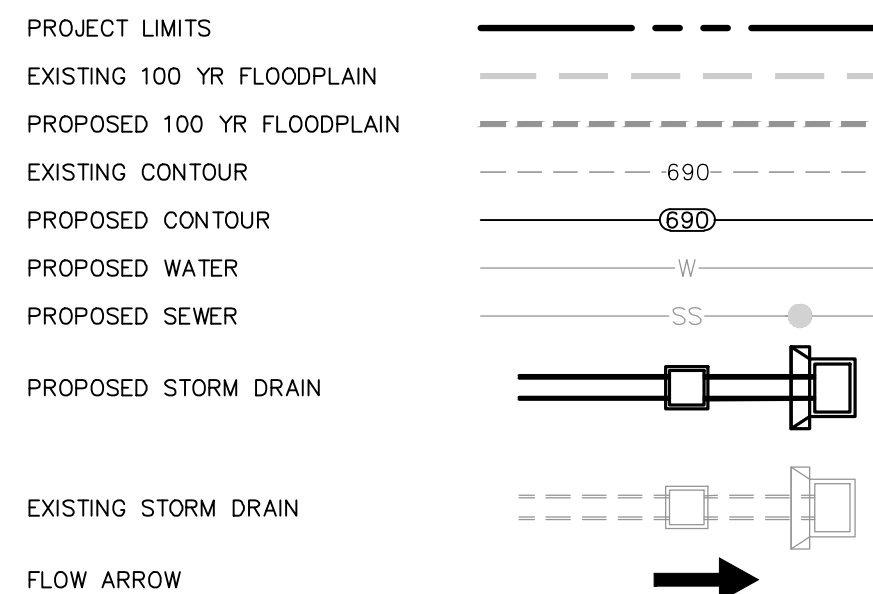 PROJECT LIMITS
EXISTING 100 YR FLOODPLAIN
PROPOSED 100 YR FLOODPLAIN
EXISTING CONTOUR 690
PROPOSED CONTOUR 690
PROPOSED WATER W
PROPOSED SEWER SS
PROPOSED STORM DRAIN
EXISTING STORM DRAIN
FLOW ARROW